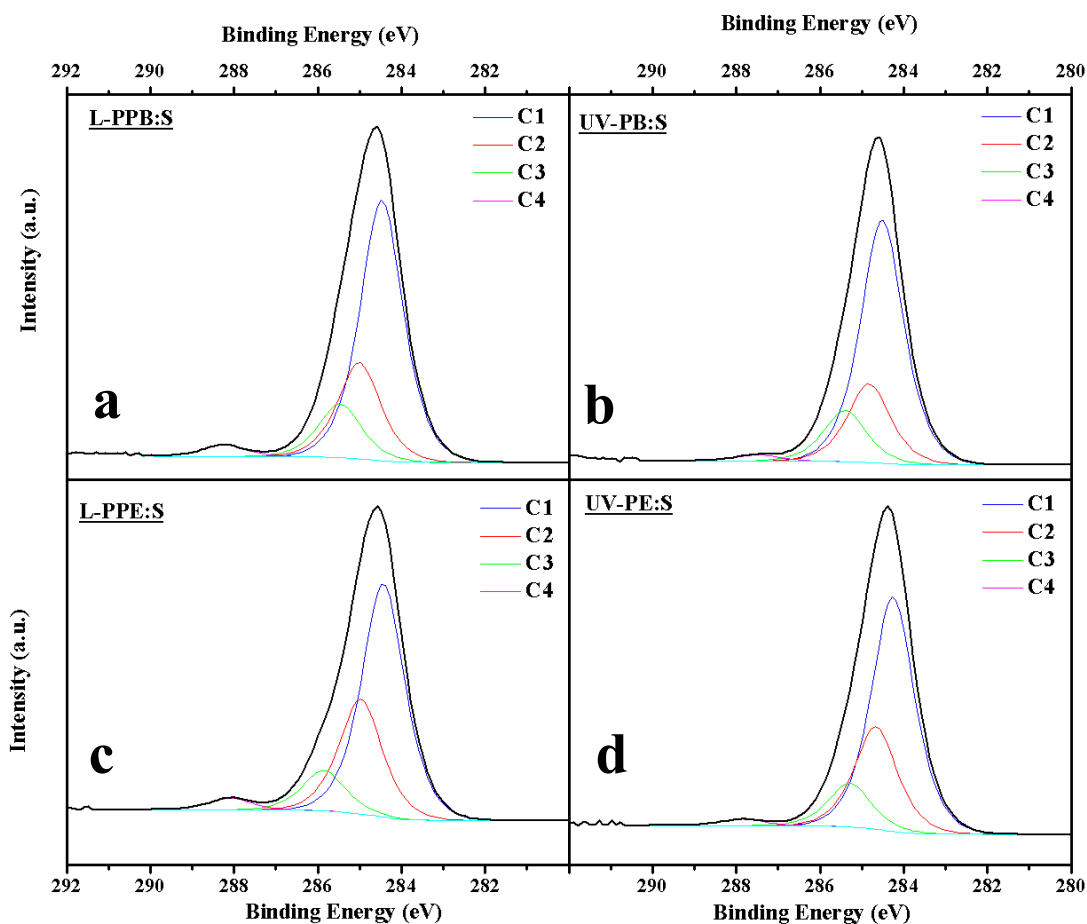 Binding Energy (eV)
Binding Energy (eV)
292 290 288 286 284 282
290 288 286 284 282 280
L-PPB:S
C1
C2
C3
C4
a
UV-PB:S
C1
C2
C3
C4
b
Intensity (a.u.)
L-PPE:S
C1
C2
C3
C4
c
UV-PE:S
C1
C2
C3
C4
d
Intensity (a.u.)
292 290 288 286 284 282
290 288 286 284 282 280
Binding Energy (eV)
Binding Energy (eV)